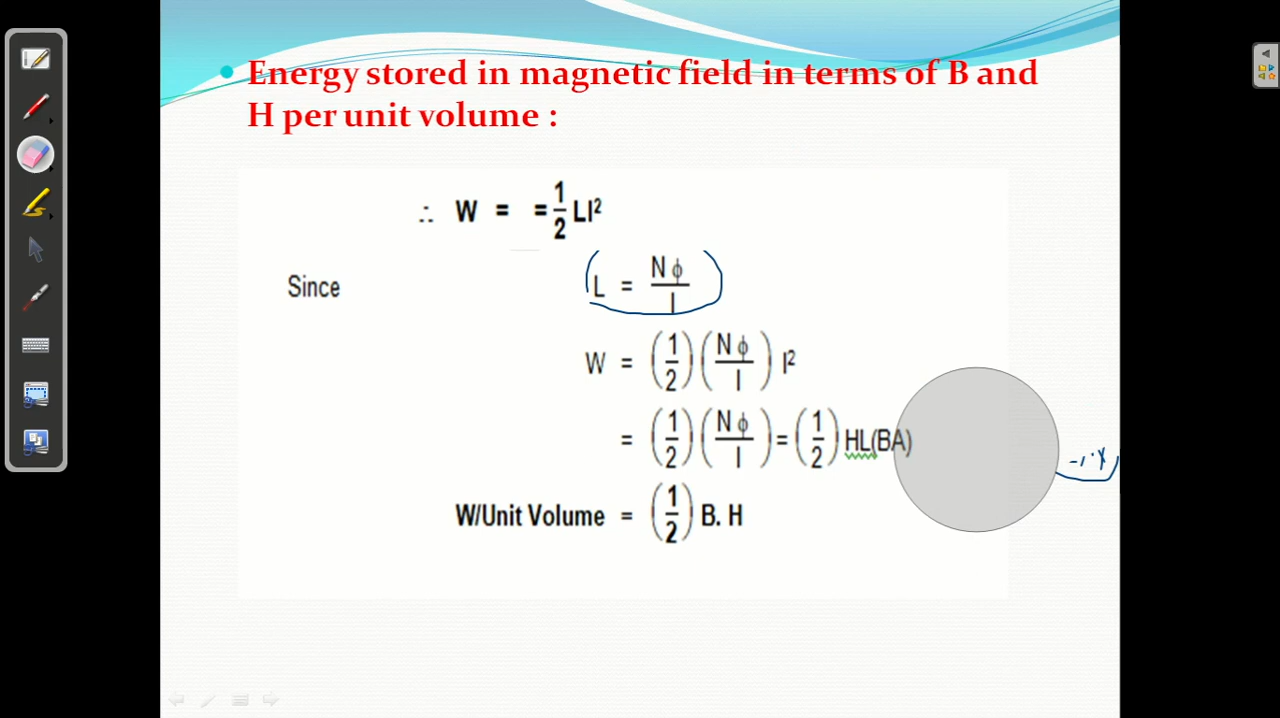 Energy stored in magnetic field in terms of B and
H per unit volume :
∴ W = = 1/2 LI²
Since L = Nϕ/I
W = (1/2)(Nϕ/I) I²
= (1/2)(Nϕ/I) = (1/2) HL(BA)
W/Unit Volume = (1/2) B. H